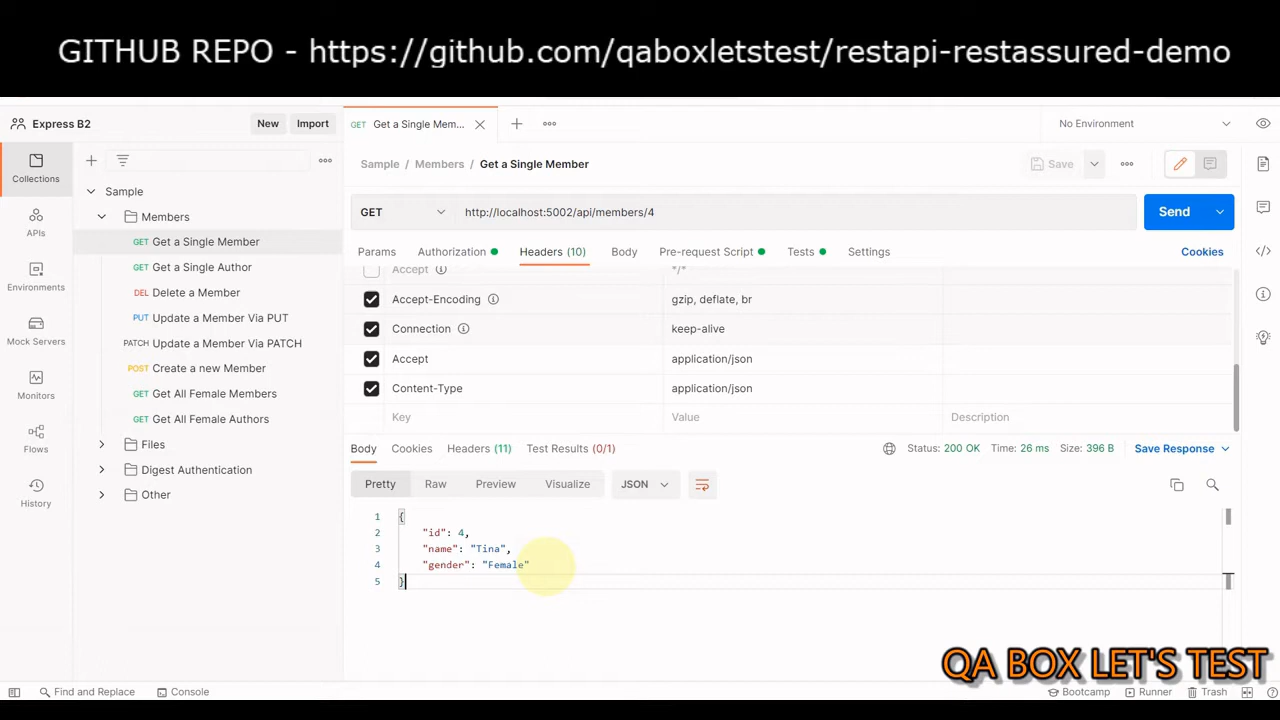 GITHUB REPO - https://github.com/qaboxletstest/restapi-restassured-demo
Express B2
New
Import
GET Get a Single Mem...
No Environment
Collections
Sample / Members / Get a Single Member
Save
Sample
Members
APIs
GET
http://localhost:5002/api/members/4
Send
GET Get a Single Member
GET Get a Single Author
Params
Authorization
Headers (10)
Body
Pre-request Script
Tests
Settings
Cookies
Environments
Accept
*/*
DEL Delete a Member
Accept-Encoding
gzip, deflate, br
PUT Update a Member Via PUT
Connection
keep-alive
Mock Servers
PATCH Update a Member Via PATCH
Accept
application/json
POST Create a new Member
Content-Type
application/json
Monitors
GET Get All Female Members
Key
Value
Description
GET Get All Female Authors
Flows
Files
Body
Cookies
Headers (11)
Test Results (0/1)
Status: 200 OK
Time: 26 ms
Size: 396 B
Save Response
Digest Authentication
Other
History
Pretty
Raw
Preview
Visualize
JSON
1 {
2 "id": 4,
3 "name": "Tina",
4 "gender": "Female"
5 }
QA BOX LET'S TEST
Find and Replace
Console
Bootcamp
Runner
Trash